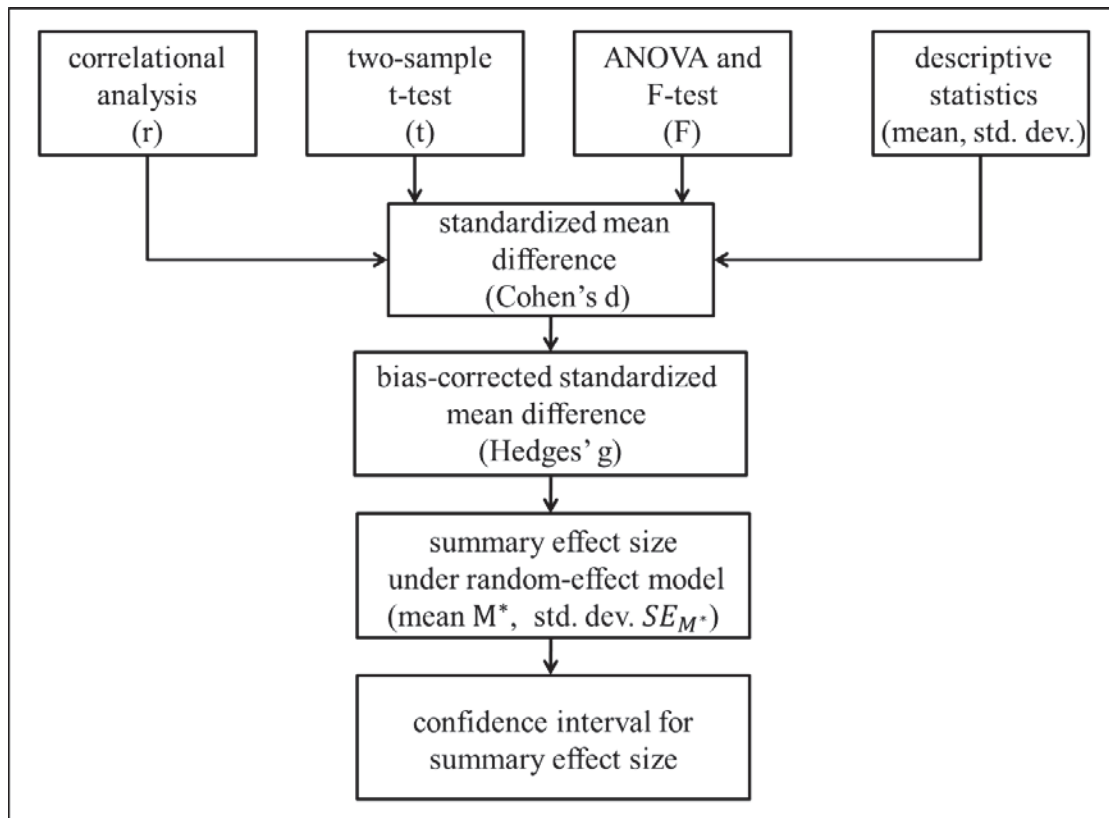 correlational
analysis
(r)
two-sample
t-test
(t)
ANOVA and
F-test
(F)
descriptive
statistics
(mean, std. dev.)
standardized mean
difference
(Cohen’s d)
bias-corrected standardized
mean difference
(Hedges’ g)
summary effect size
under random-effect model
(mean M*, std. dev. SE_{M*})
confidence interval for
summary effect size